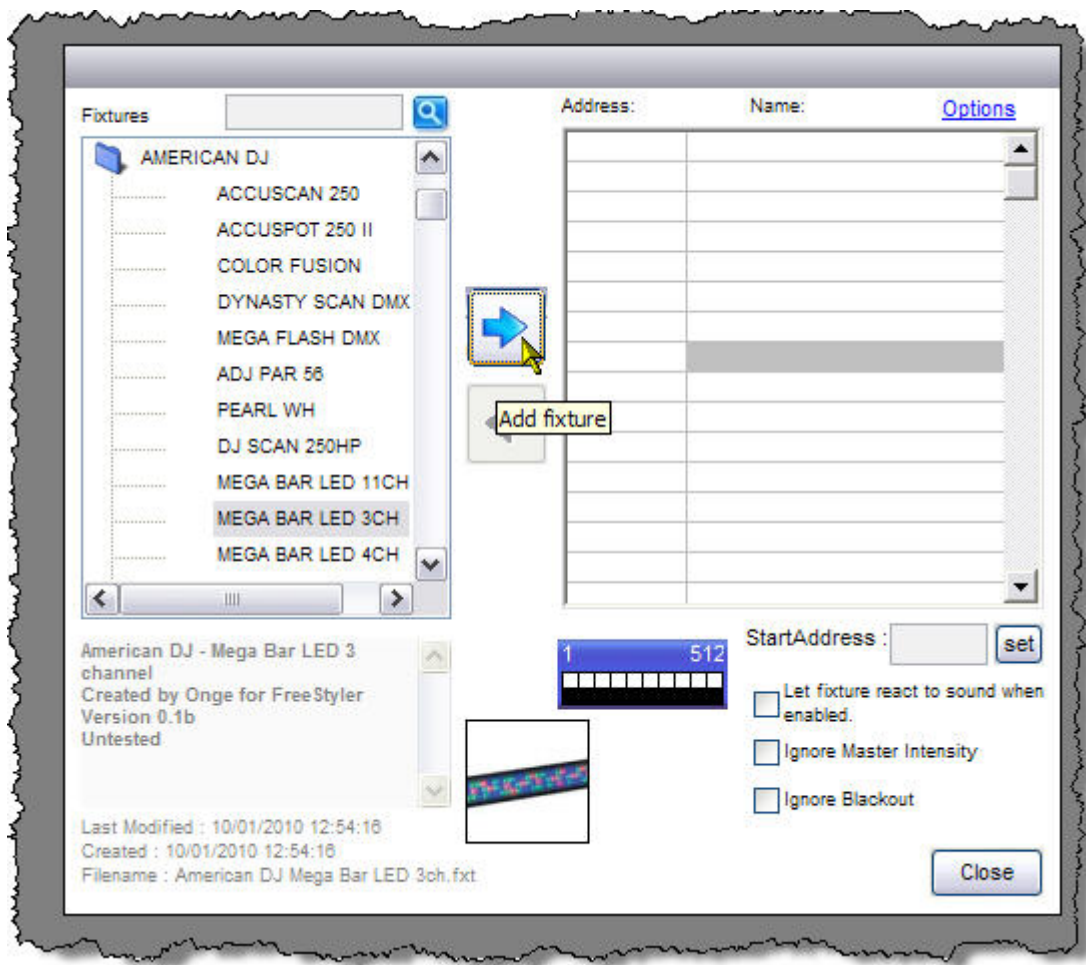 Fixtures
Address:
Name:
Options
AMERICAN DJ
ACCUSCAN 250
ACCUSPOT 250 II
COLOR FUSION
DYNASTY SCAN DMX
MEGA FLASH DMX
ADJ PAR 56
PEARL WH
DJ SCAN 250HP
MEGA BAR LED 11CH
MEGA BAR LED 3CH
MEGA BAR LED 4CH
Add fixture
American DJ - Mega Bar LED 3
channel
Created by Onge for FreeStyler
Version 0.1b
Untested
Last Modified : 10/01/2010 12:54:16
Created : 10/01/2010 12:54:16
Filename : American DJ Mega Bar LED 3ch.fxt
1 512
StartAddress :
set
Let fixture react to sound when
enabled.
Ignore Master Intensity
Ignore Blackout
Close